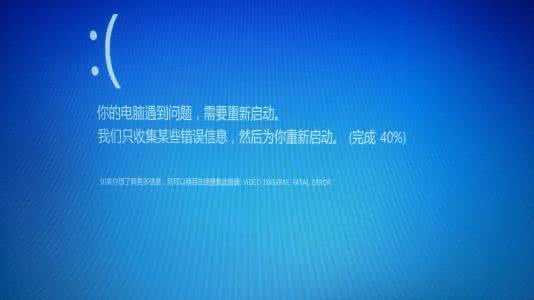 :(
你的电脑遇到问题，需要重新启动。
我们只收集某些错误信息，然后为你重新启动。 (完成 40%)
如果你想了解更多信息，则可以稍后在线搜索此错误: VIDEO_DXGKRNL_FATAL_ERROR